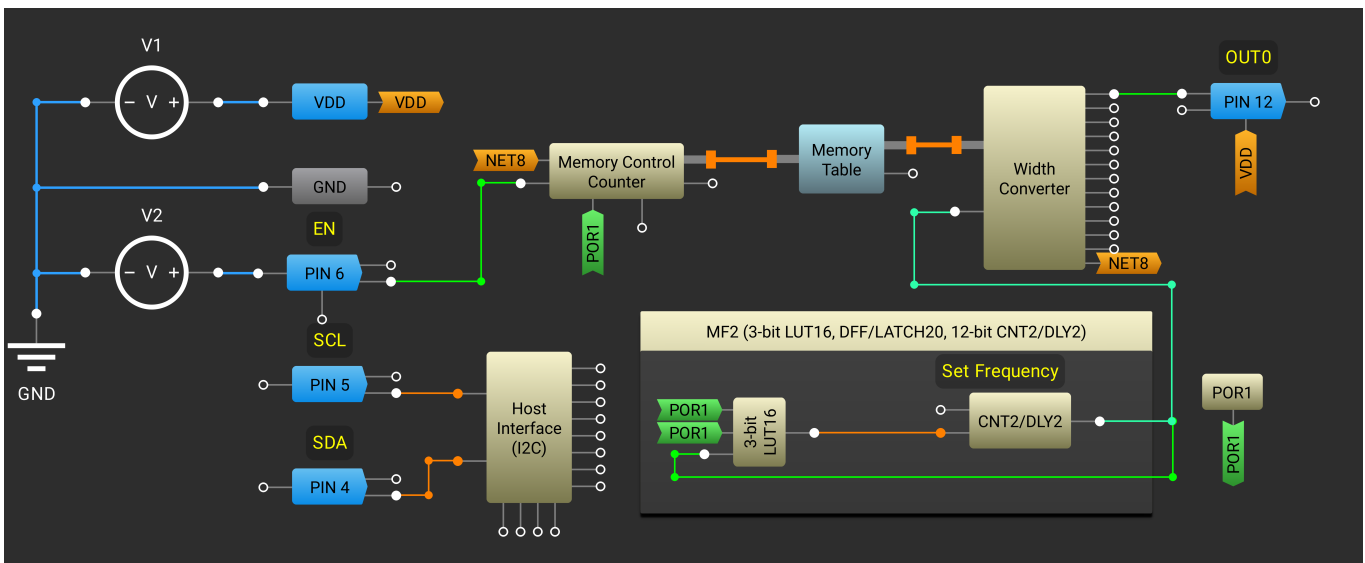 V1
− V +
VDD
VDD
GND
V2
− V +
GND
EN
PIN 6
SCL
PIN 5
SDA
PIN 4
Host
Interface
(I2C)
NET8
Memory Control
Counter
POR1
Memory
Table
Width
Converter
NET8
OUT0
PIN 12
VDD
MF2 (3-bit LUT16, DFF/LATCH20, 12-bit CNT2/DLY2)
Set Frequency
POR1
POR1
3-bit
LUT16
CNT2/DLY2
POR1
POR1